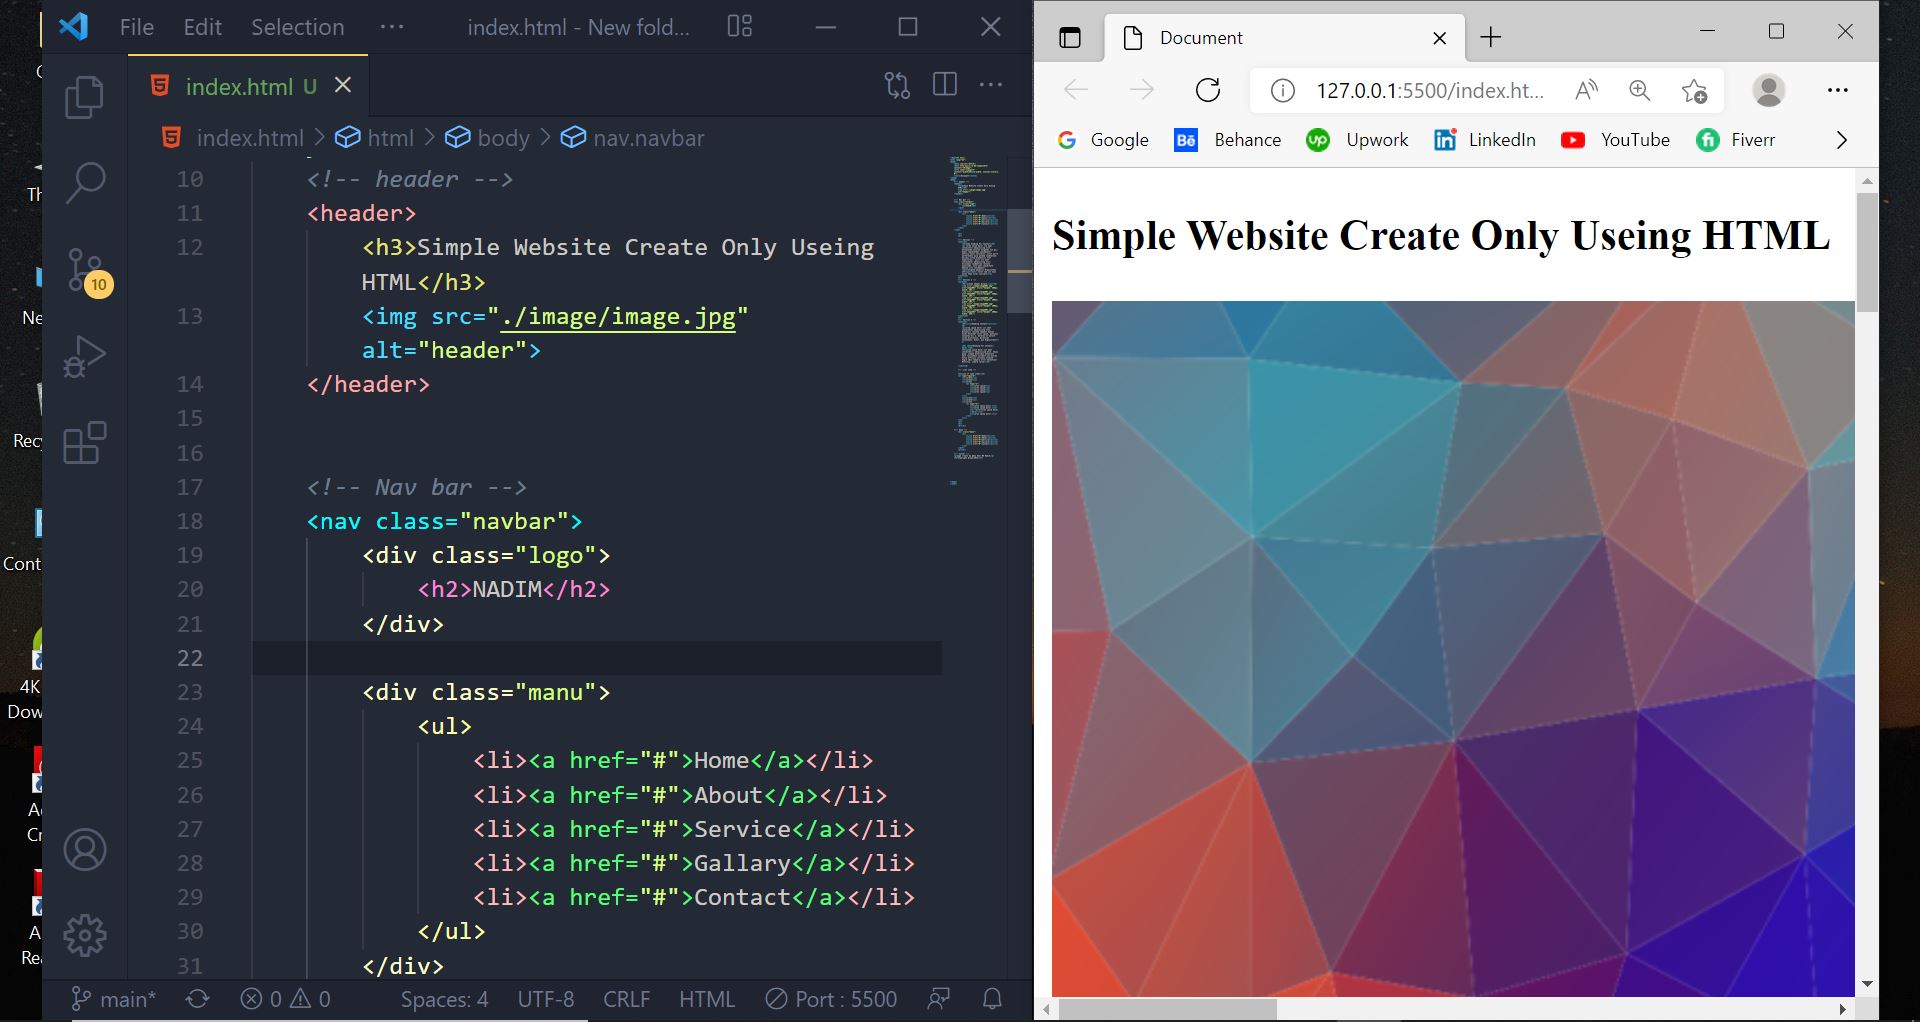 File Edit Selection ··· index.html - New fold...
index.html U
index.html > html > body > nav.navbar
10 <!-- header -->
11 <header>
12 <h3>Simple Website Create Only Useing
HTML</h3>
13 <img src="./image/image.jpg"
alt="header">
14 </header>
15
16
17 <!-- Nav bar -->
18 <nav class="navbar">
19 <div class="logo">
20 <h2>NADIM</h2>
21 </div>
22
23 <div class="manu">
24 <ul>
25 <li><a href="#">Home</a></li>
26 <li><a href="#">About</a></li>
27 <li><a href="#">Service</a></li>
28 <li><a href="#">Gallary</a></li>
29 <li><a href="#">Contact</a></li>
30 </ul>
31 </div>
10
main* 0 0 Spaces: 4 UTF-8 CRLF HTML Port : 5500
Document
127.0.0.1:5500/index.ht...
Google Behance Upwork LinkedIn YouTube Fiverr
Simple Website Create Only Useing HTML
Th
Ne
Rec
Cont
4K
Dow
A
Cr
A
Rea